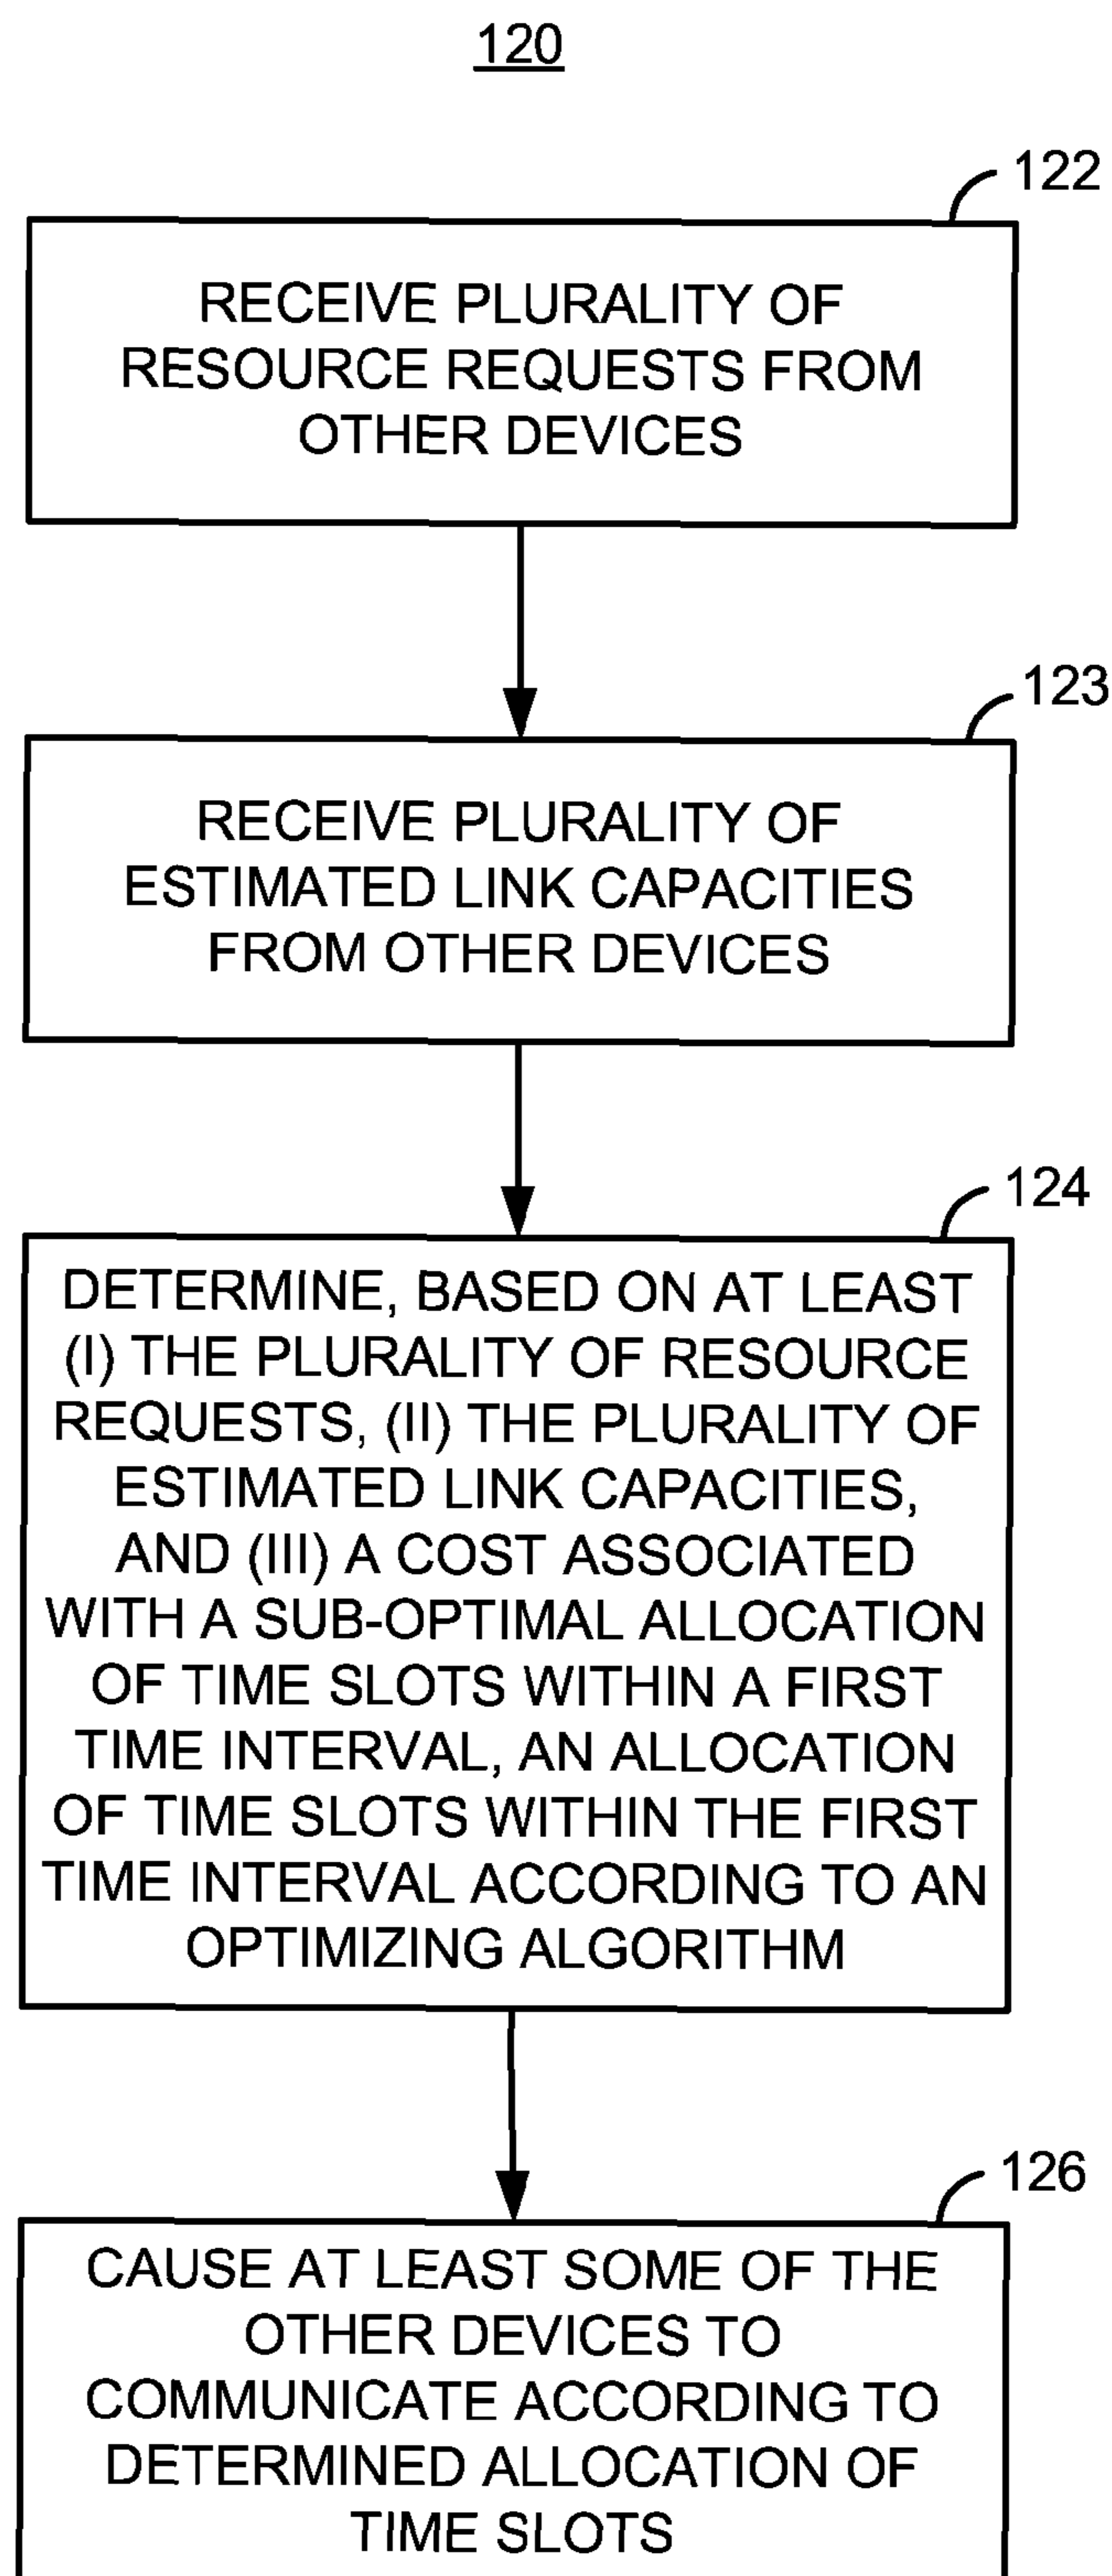 120
122
RECEIVE PLURALITY OF
RESOURCE REQUESTS FROM
OTHER DEVICES
123
RECEIVE PLURALITY OF
ESTIMATED LINK CAPACITIES
FROM OTHER DEVICES
124
DETERMINE, BASED ON AT LEAST
(I) THE PLURALITY OF RESOURCE
REQUESTS, (II) THE PLURALITY OF
ESTIMATED LINK CAPACITIES,
AND (III) A COST ASSOCIATED
WITH A SUB-OPTIMAL ALLOCATION
OF TIME SLOTS WITHIN A FIRST
TIME INTERVAL, AN ALLOCATION
OF TIME SLOTS WITHIN THE FIRST
TIME INTERVAL ACCORDING TO AN
OPTIMIZING ALGORITHM
126
CAUSE AT LEAST SOME OF THE
OTHER DEVICES TO
COMMUNICATE ACCORDING TO
DETERMINED ALLOCATION OF
TIME SLOTS